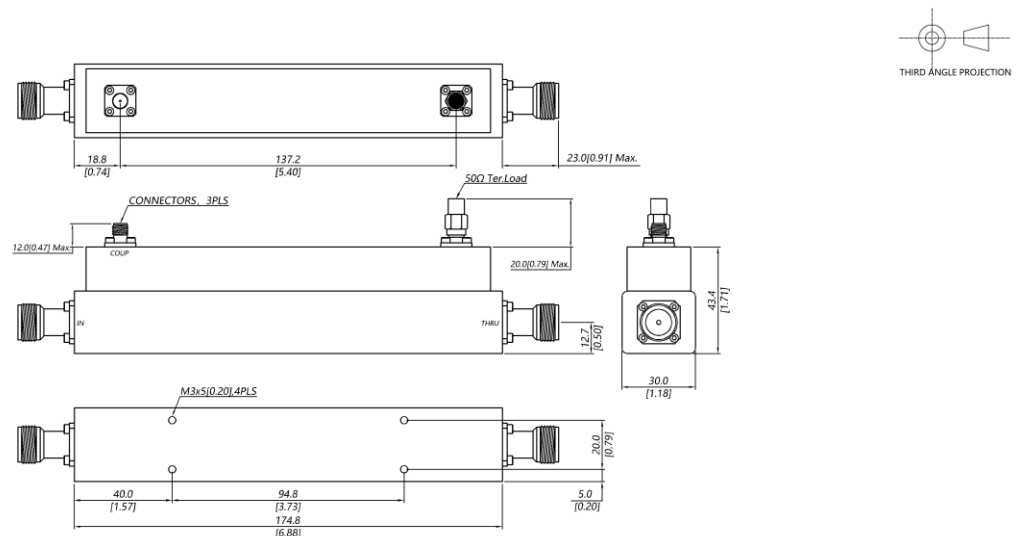 THIRD ANGLE PROJECTION
18.8
[0.74]
137.2
[5.40]
23.0[0.91] Max.
50Ω Ter.Load
CONNECTORS, 3PLS
12.0[0.47] Max.
COUP
20.0[0.79] Max.
IN
THRU
12.7
[0.50]
43.4
[1.71]
30.0
[1.18]
M3x5[0.20],4PLS
20.0
[0.79]
40.0
[1.57]
94.8
[3.73]
5.0
[0.20]
174.8
[6.88]